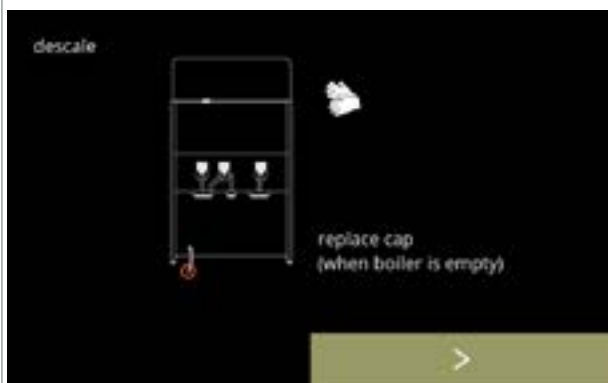 descale
replace cap
(when boiler is empty)
>